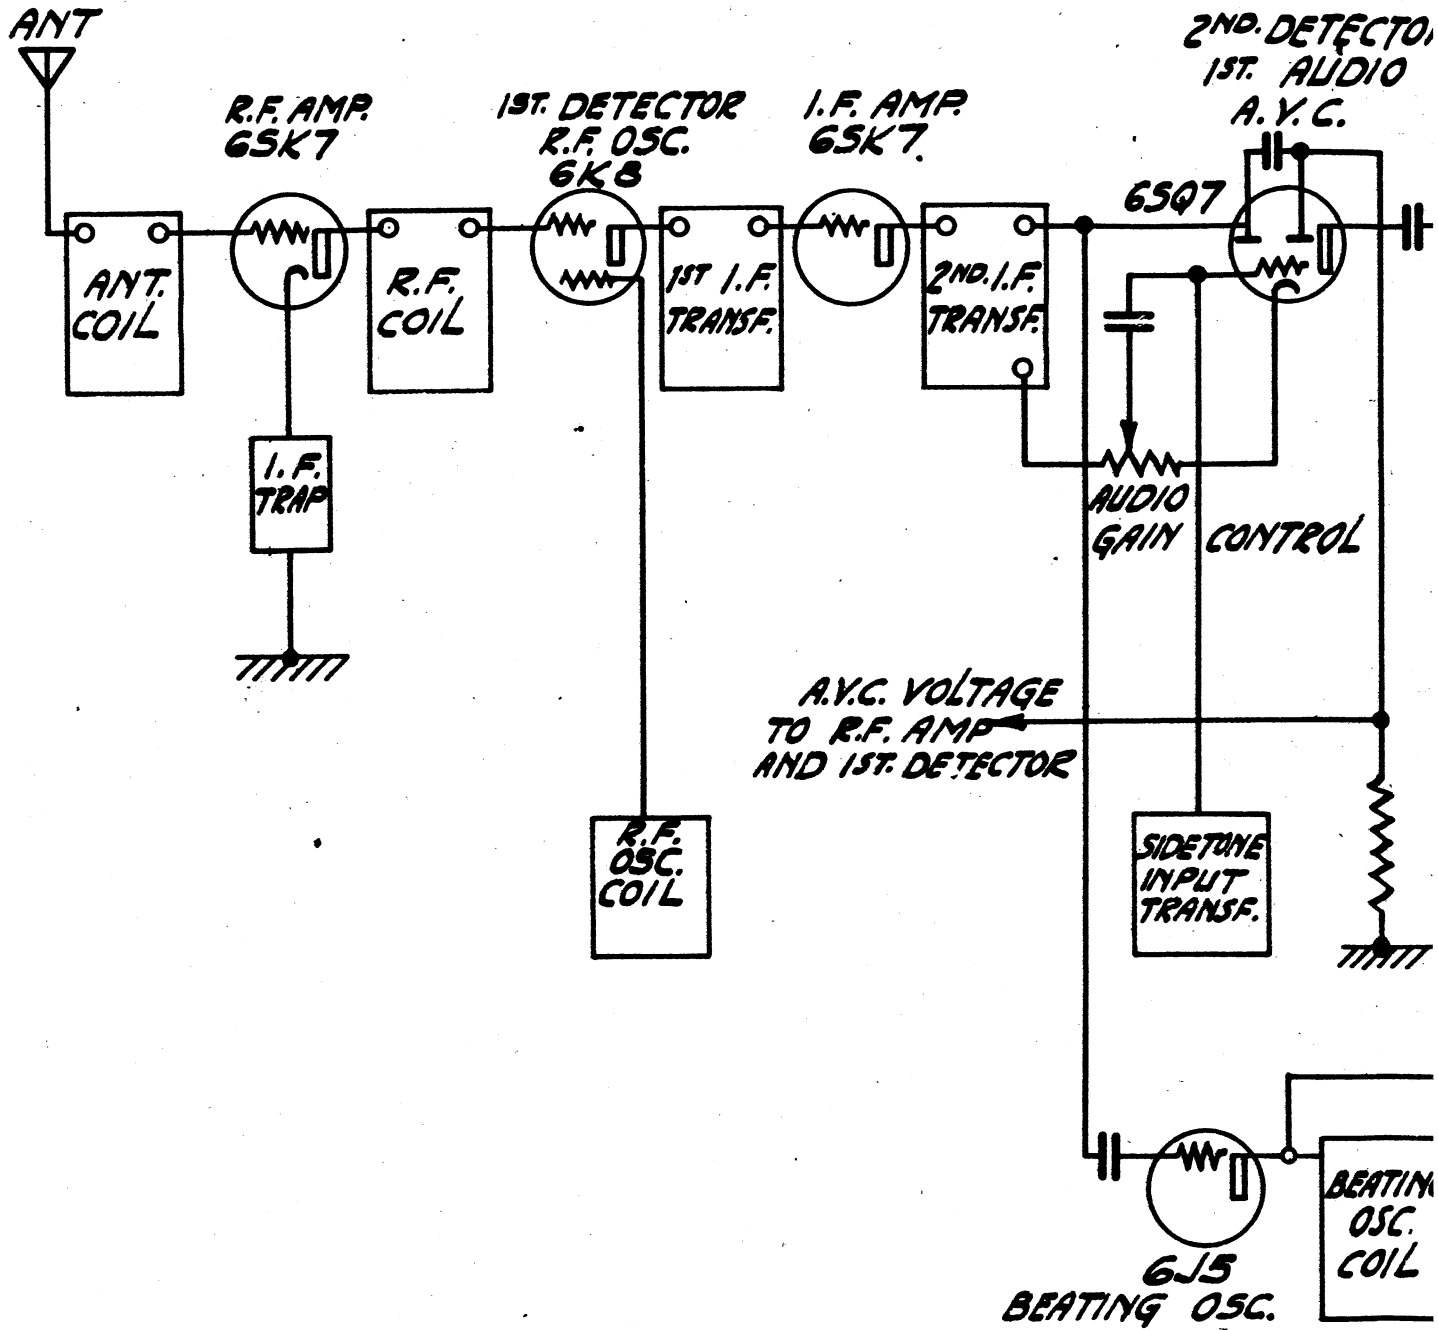 ANT
2ND. DETECTO
1ST. AUDIO
A.V.C.
R.F. AMP.
6SK7
1ST. DETECTOR
R.F. OSC.
6K8
I.F. AMP.
6SK7
6SQ7
ANT.
COIL
R.F.
COIL
1ST I.F.
TRANSF.
2ND. I.F.
TRANSF.
I.F.
TRAP
AUDIO
GAIN CONTROL
A.V.C. VOLTAGE
TO R.F. AMP
AND 1ST. DETECTOR
R.F.
OSC.
COIL
SIDETONE
INPUT
TRANSF.
BEATING
OSC.
COIL
6J5
BEATING OSC.